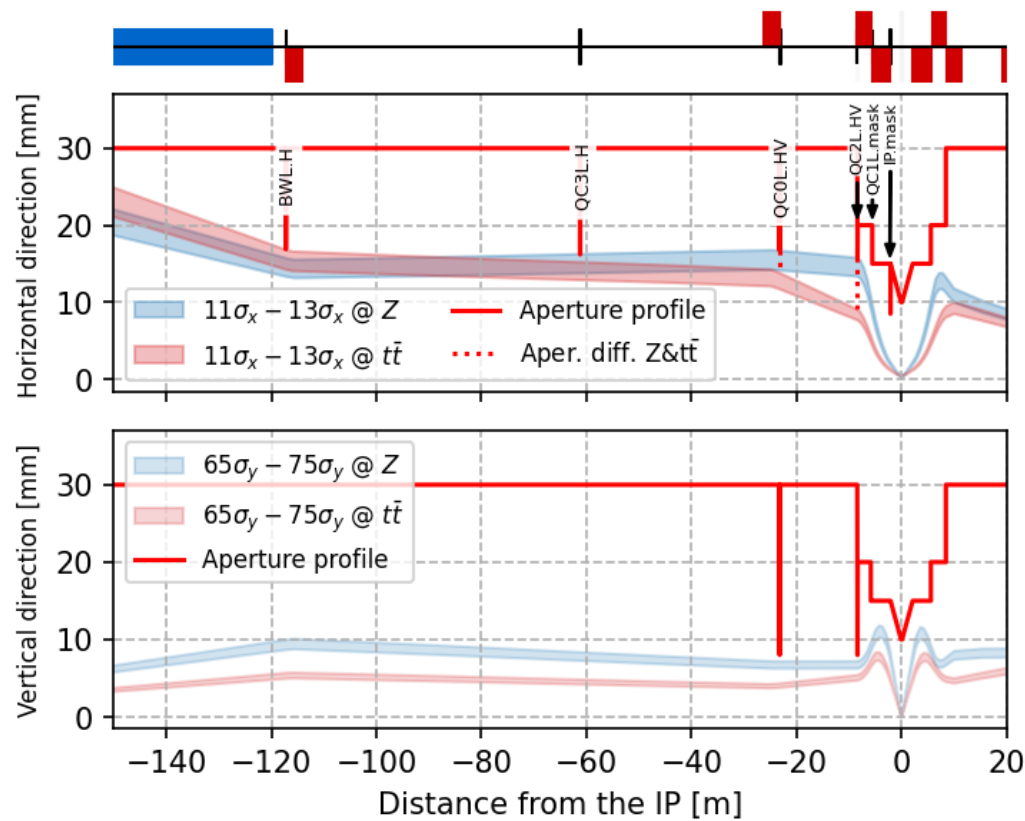 BWL.H
QC3L.H
QC0L.HV
QC2L.HV
QC1L.mask
IP.mask
Horizontal direction [mm]
30
20
10
0
11σx − 13σx @ Z
11σx − 13σx @ tt̄
Aperture profile
Aper. diff. Z&tt̄
Vertical direction [mm]
30
20
10
0
65σy − 75σy @ Z
65σy − 75σy @ tt̄
Aperture profile
−140 −120 −100 −80 −60 −40 −20 0 20
Distance from the IP [m]